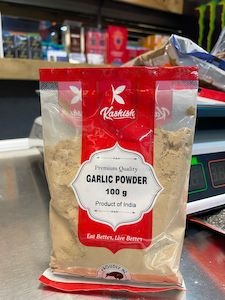 Kashish
Premium Quality
GARLIC POWDER
100 g
Product of India
Eat Better, Live Better